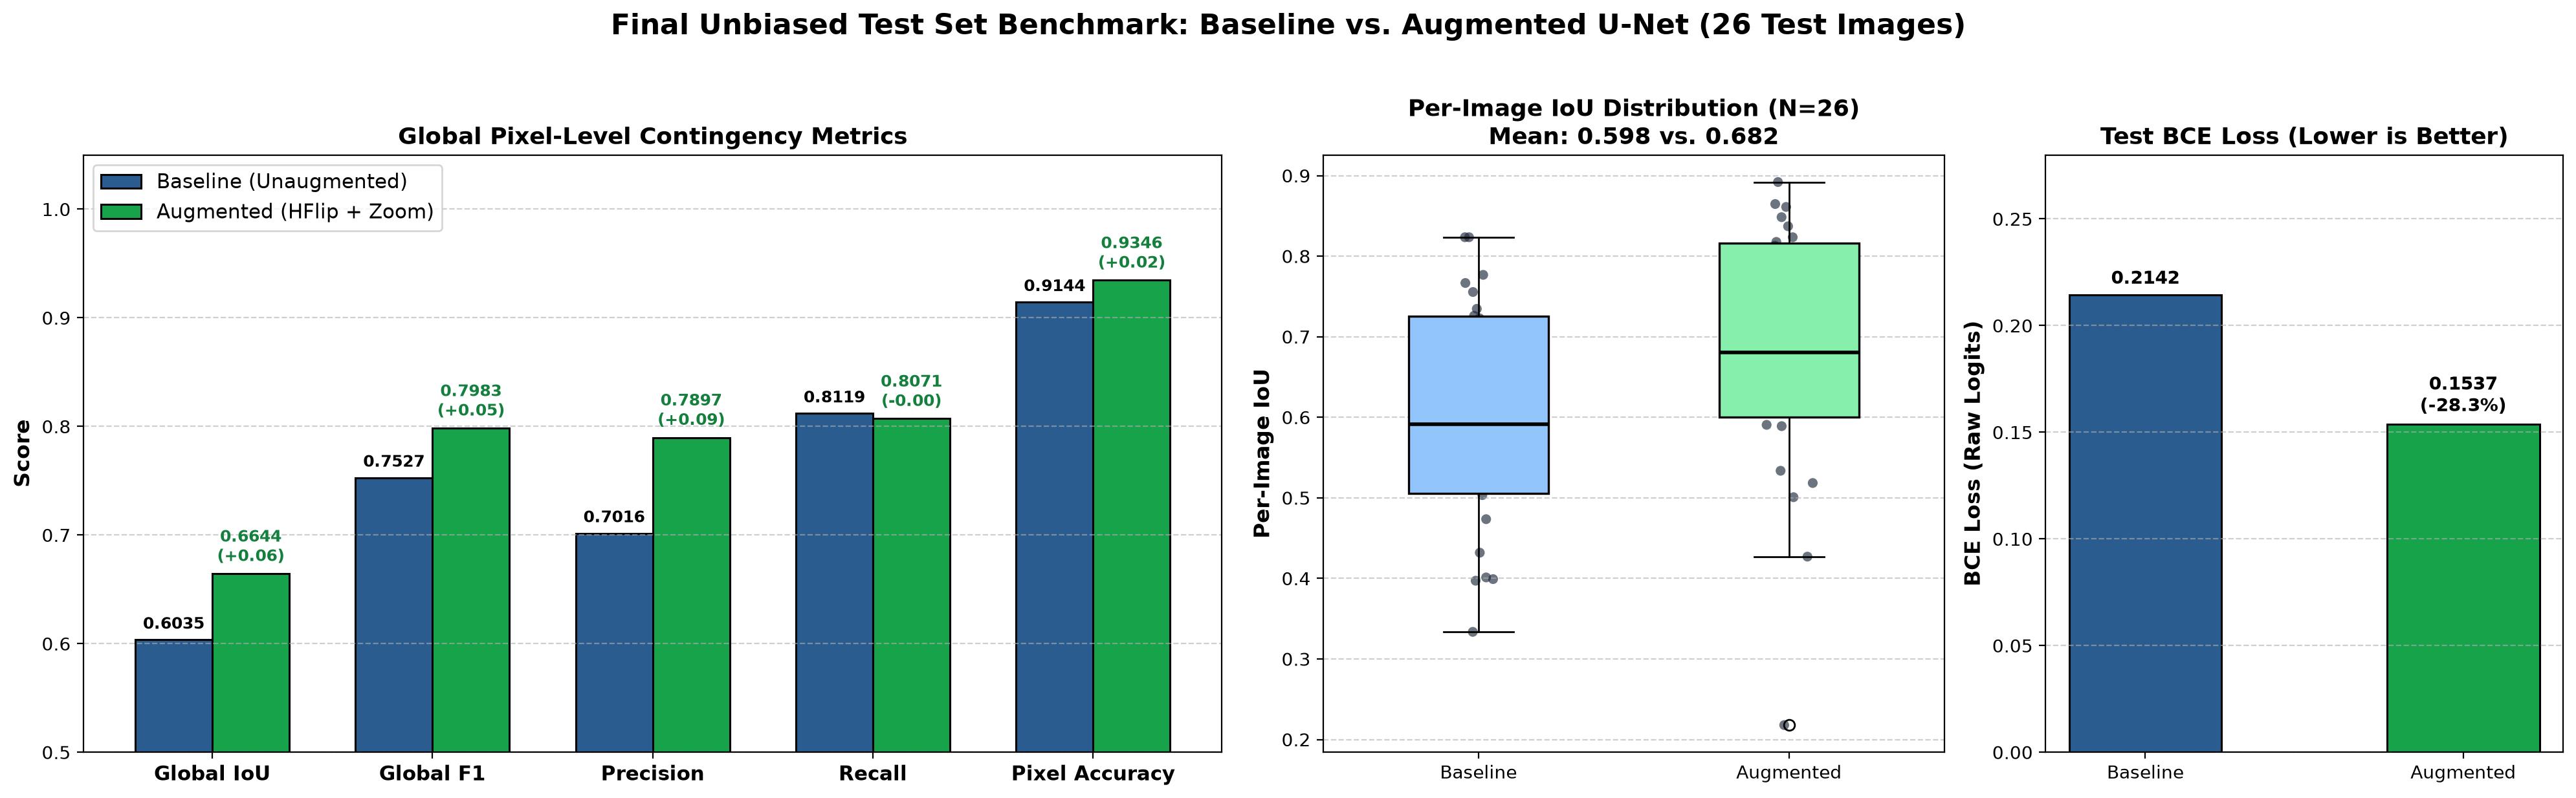 Final Unbiased Test Set Benchmark: Baseline vs. Augmented U-Net (26 Test Images)
Global Pixel-Level Contingency Metrics
Baseline (Unaugmented)
Augmented (HFlip + Zoom)
Score
1.0
0.9
0.8
0.7
0.6
0.5
0.6035
0.6644
(+0.06)
0.7527
0.7983
(+0.05)
0.7016
0.7897
(+0.09)
0.8119
0.8071
(-0.00)
0.9144
0.9346
(+0.02)
Global IoU
Global F1
Precision
Recall
Pixel Accuracy
Per-Image IoU Distribution (N=26)
Mean: 0.598 vs. 0.682
Per-Image IoU
0.9
0.8
0.7
0.6
0.5
0.4
0.3
0.2
Baseline
Augmented
Test BCE Loss (Lower is Better)
BCE Loss (Raw Logits)
0.25
0.20
0.15
0.10
0.05
0.00
0.2142
0.1537
(-28.3%)
Baseline
Augmented